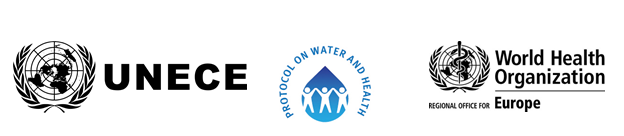 UNECE
PROTOCOL ON WATER AND HEALTH
World Health
Organization
REGIONAL OFFICE FOR Europe